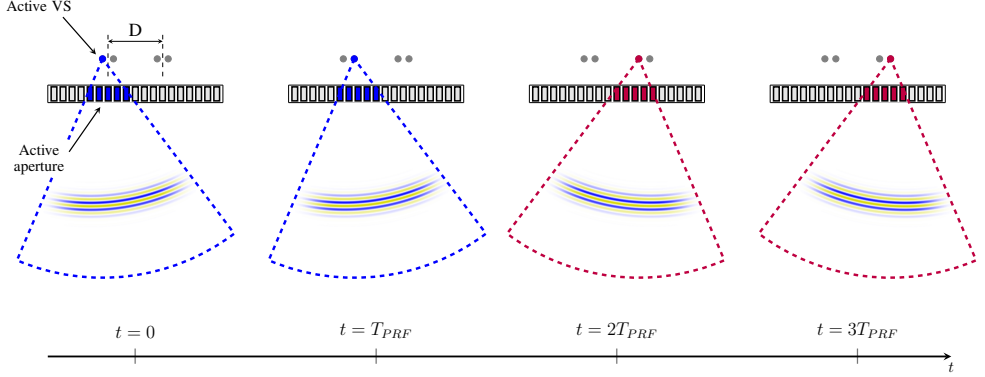 Active VS
D
Active
aperture
t = 0
t = T_{PRF}
t = 2T_{PRF}
t = 3T_{PRF}
t